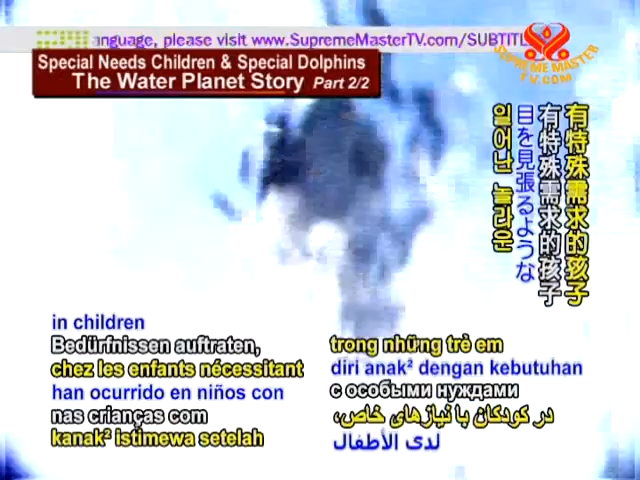 anguage, please visit www.SupremeMasterTV.com/SUBTITL
SUPREME MASTER
TV.COM
Special Needs Children & Special Dolphins
The Water Planet Story Part 2/2
有特殊需求的孩子
有特殊需求的孩子
目を見張るような
일어난 놀라운
in children
Bedürfnissen auftraten,
chez les enfants nécessitant
han ocurrido en niños con
nas crianças com
kanak² istimewa setelah
trong những trẻ em
diri anak² dengan kebutuhan
с особыми нуждами
در کودکان با نیازهای خاص،
لدى الأطفال